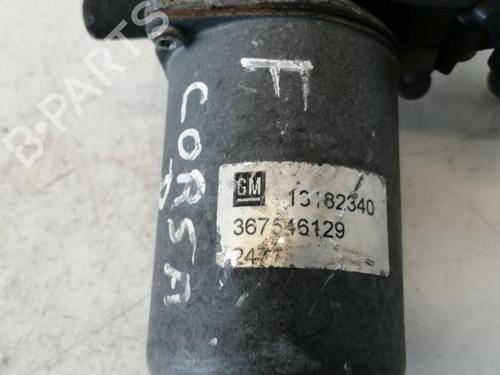 F
CORSA
D
GM 13182340
367546129
B-PARTS